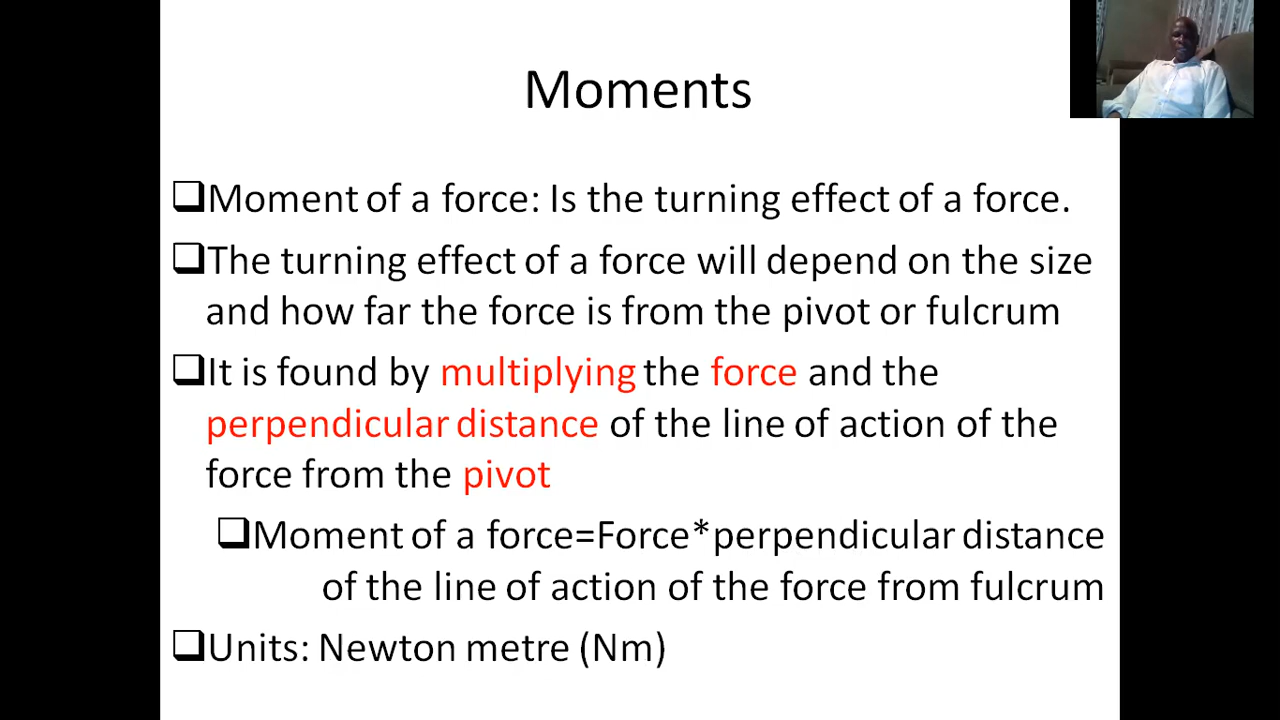 Moments
❑Moment of a force: Is the turning effect of a force.
❑The turning effect of a force will depend on the size
and how far the force is from the pivot or fulcrum
❑It is found by multiplying the force and the
perpendicular distance of the line of action of the
force from the pivot
❑Moment of a force=Force*perpendicular distance
of the line of action of the force from fulcrum
❑Units: Newton metre (Nm)